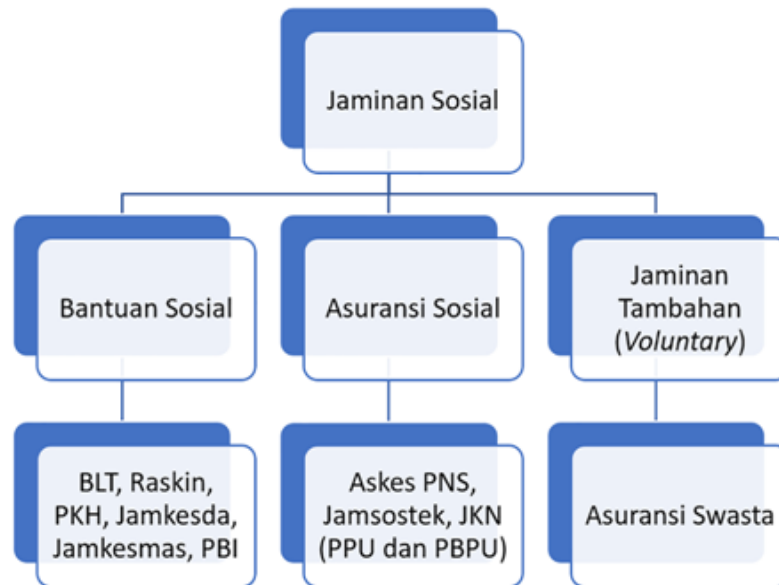 Jaminan Sosial
Bantuan Sosial
Asuransi Sosial
Jaminan
Tambahan
(Voluntary)
BLT, Raskin,
PKH, Jamkesda,
Jamkesmas, PBI
Askes PNS,
Jamsostek, JKN
(PPU dan PBPU)
Asuransi Swasta